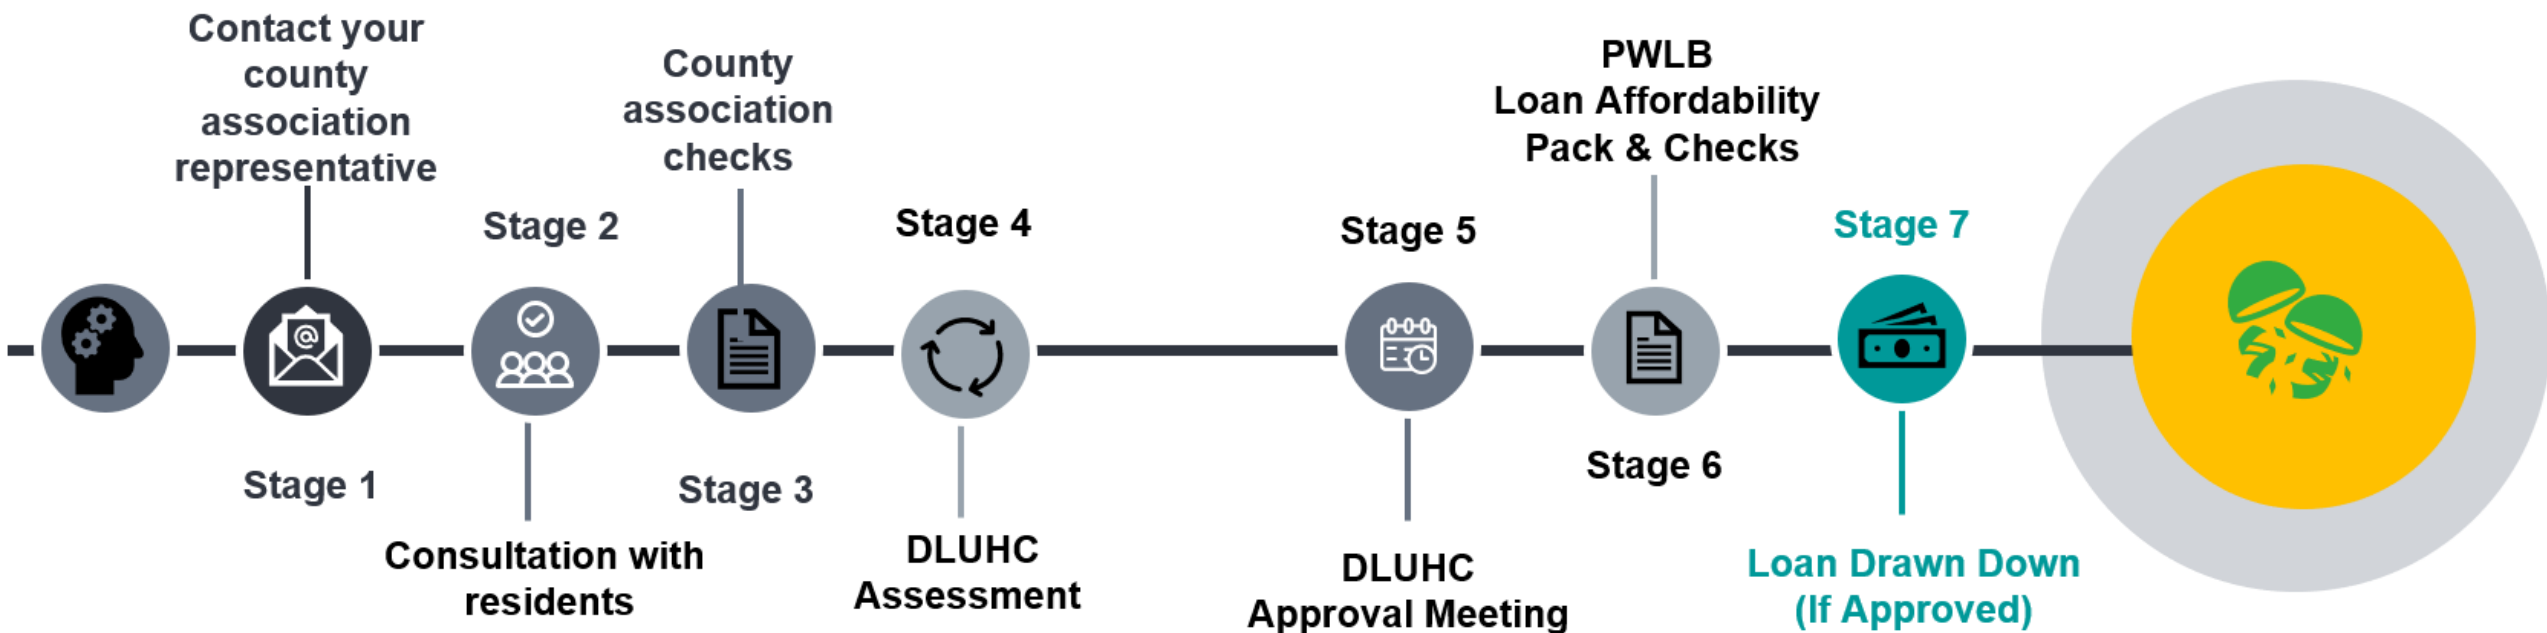 Contact your
county
association
representative
Stage 1
Stage 2
Consultation with
residents
County
association
checks
Stage 3
Stage 4
DLUHC
Assessment
Stage 5
DLUHC
Approval Meeting
PWLB
Loan Affordability
Pack & Checks
Stage 6
Stage 7
Loan Drawn Down
(If Approved)